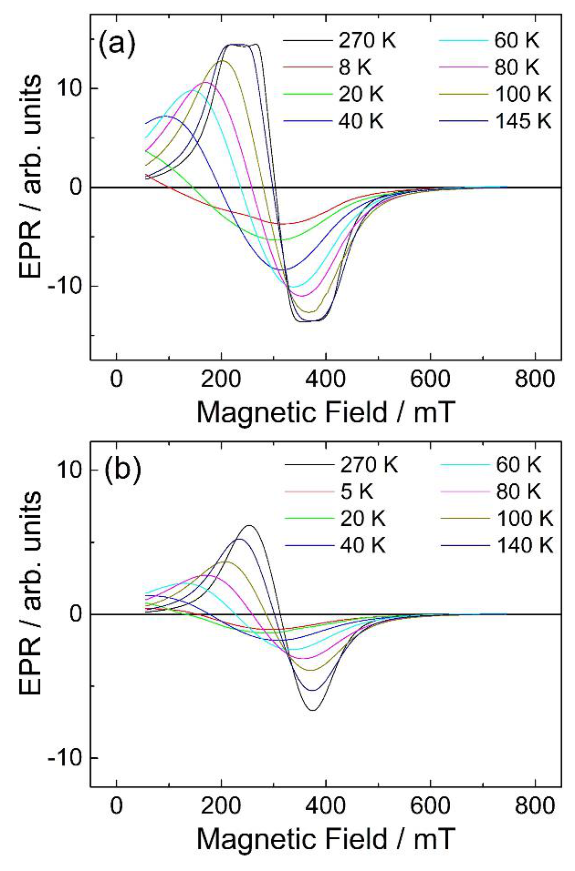 (a)
270 K 60 K
8 K 80 K
20 K 100 K
40 K 145 K
10
0
-10
EPR / arb. units
0 200 400 600 800
Magnetic Field / mT
(b)
270 K 60 K
5 K 80 K
20 K 100 K
40 K 140 K
10
0
-10
EPR / arb. units
0 200 400 600 800
Magnetic Field / mT